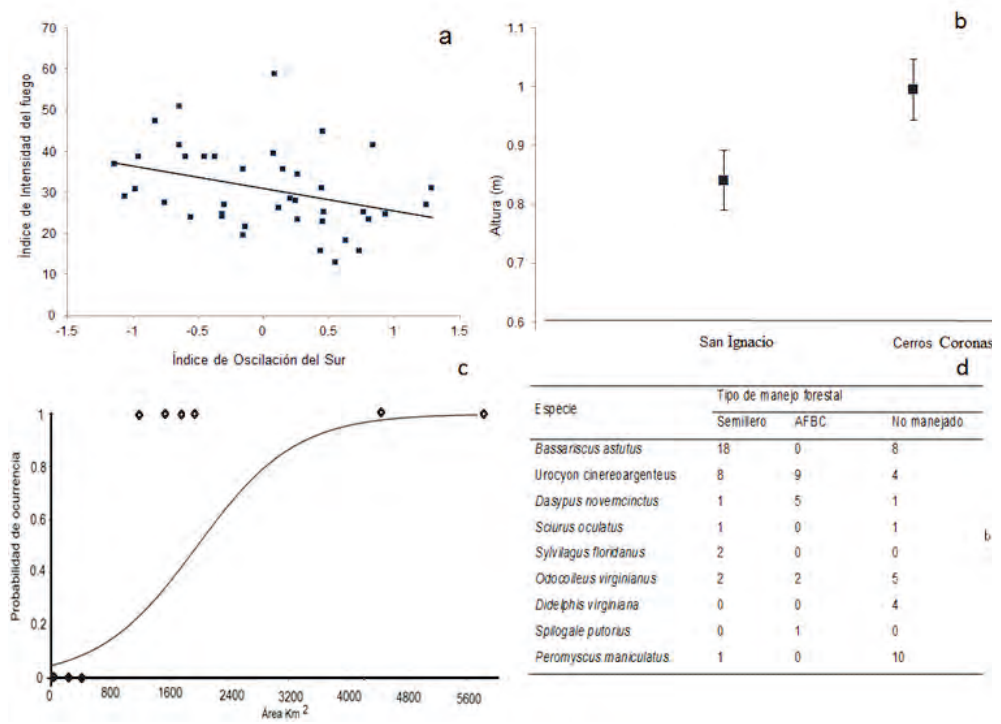 a
Índice de Intensidad del fuego
70
60
50
40
30
20
10
0
-1.5
-1
-0.5
0
0.5
1
1.5
Índice de Oscilación del Sur
b
Altura (m)
1.1
1
0.9
0.8
0.7
0.6
San Ignacio
Cerros Coronas
c
Probabilidad de ocurrencia
1
0.8
0.6
0.4
0.2
0
0 800 1600 2400 3200 4000 4800 5600
Área Km 2
d
Especie
Tipo de manejo forestal
Semillero AFBC No manejado
Bassariscus astutus 18 0 8
Urocyon cinereoargenteus 8 9 4
Dasypus novemcinctus 1 5 1
Sciurus oculatus 1 0 1
Sylvilagus floridanus 2 0 0
Odocoileus virginianus 2 2 5
Didelphis virginiana 0 0 4
Spilogale putorius 0 1 0
Peromyscus maniculatus 1 0 10
b